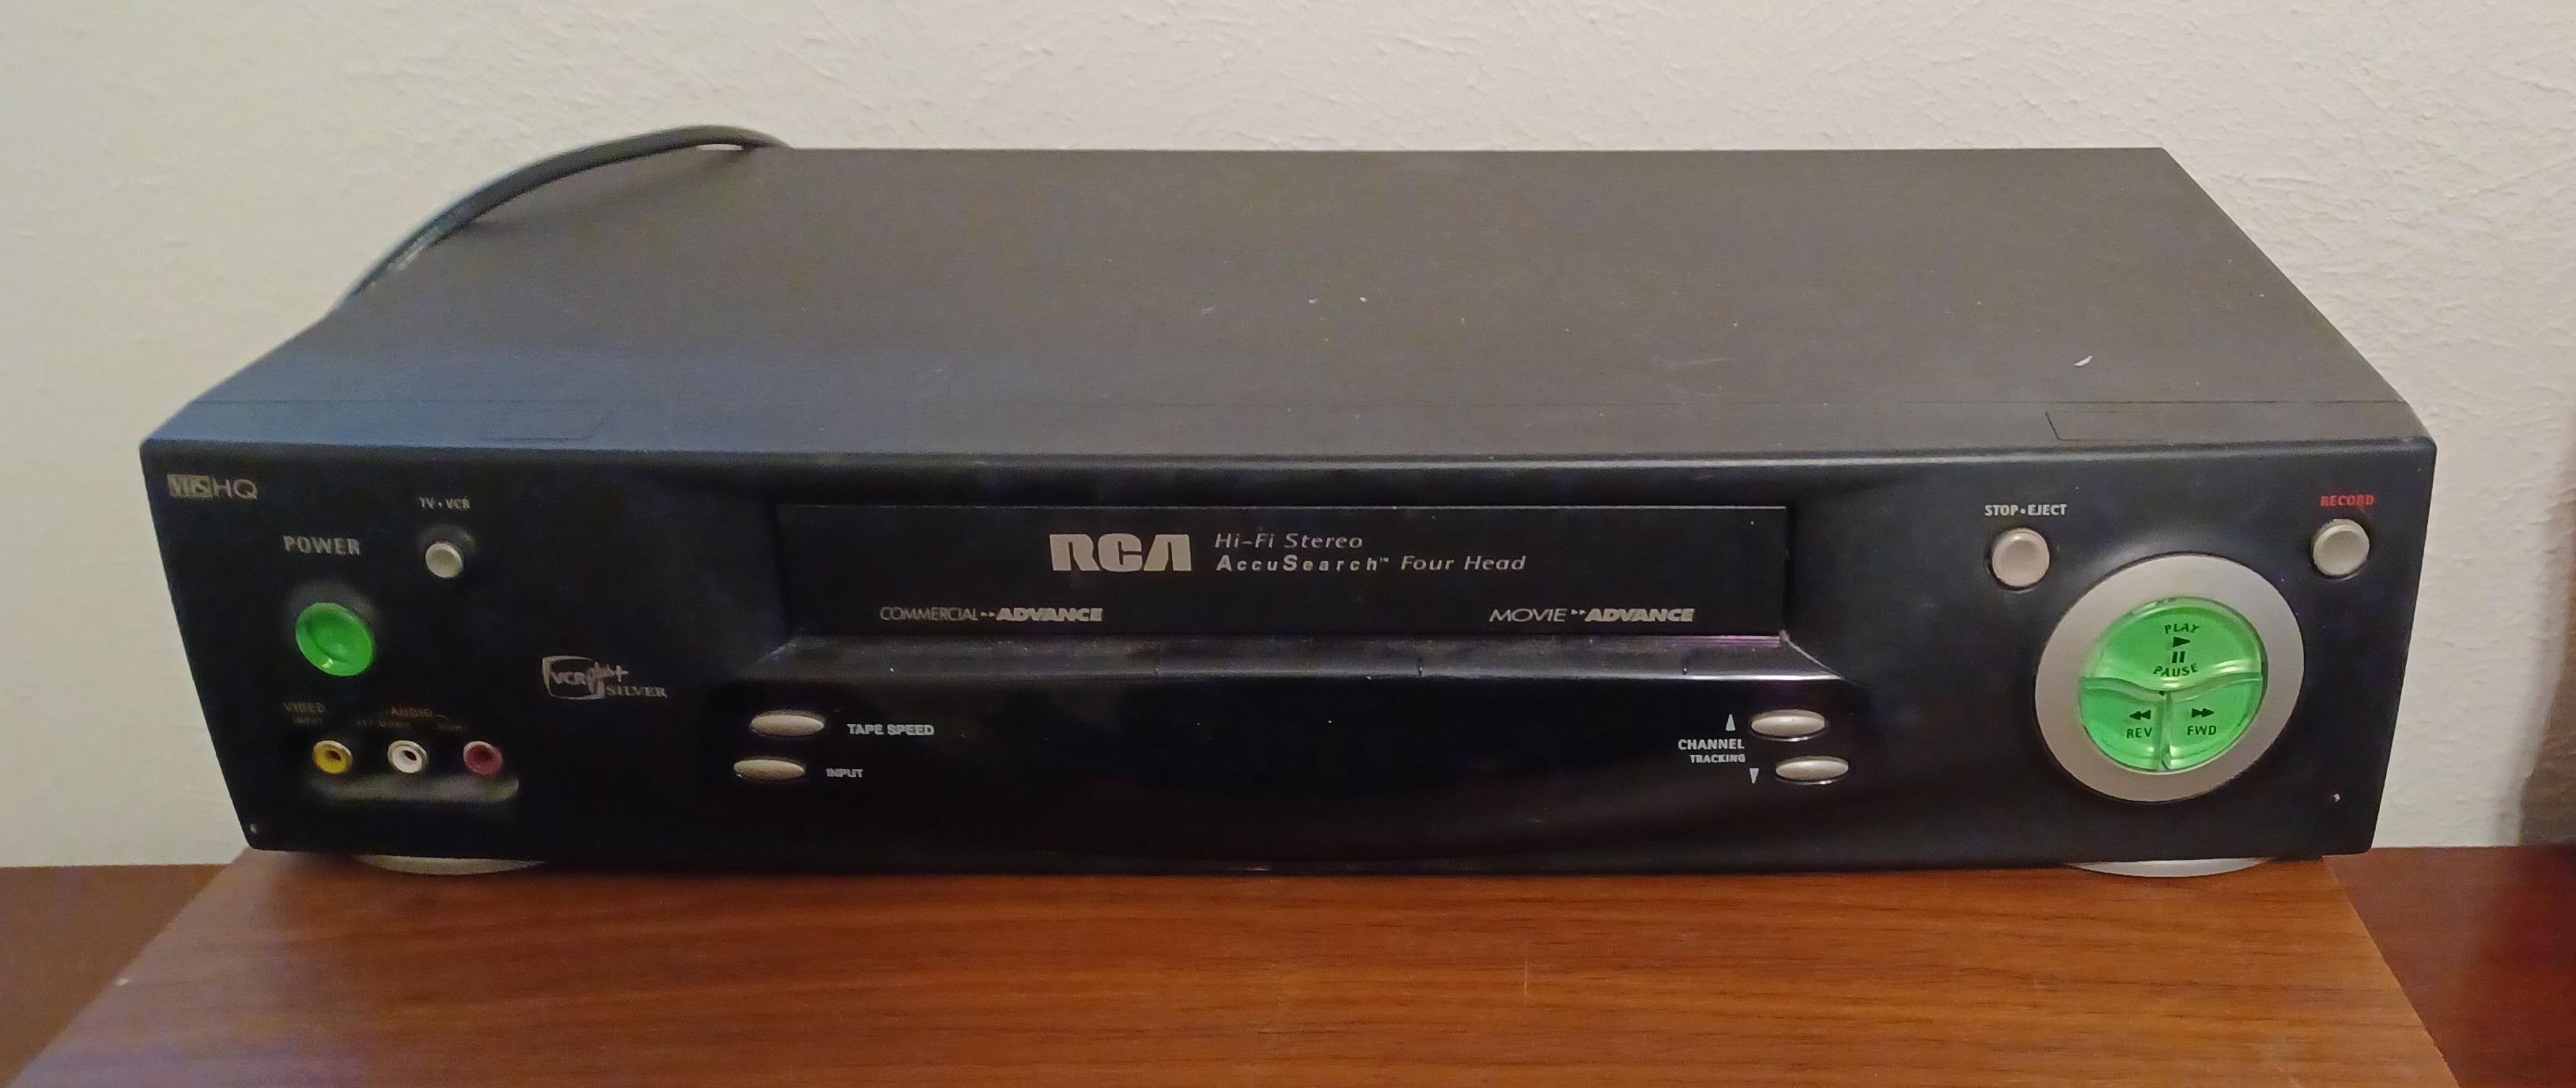 VHS HQ
TV•VCR
POWER
VIDEO
INPUT
AUDIO
VCR plus+
SILVER
RCA
Hi-Fi Stereo
AccuSearch™ Four Head
COMMERCIAL▸▸ADVANCE
MOVIE▸▸ADVANCE
TAPE SPEED
INPUT
CHANNEL
TRACKING
STOP•EJECT
RECORD
PLAY
PAUSE
REV
FWD